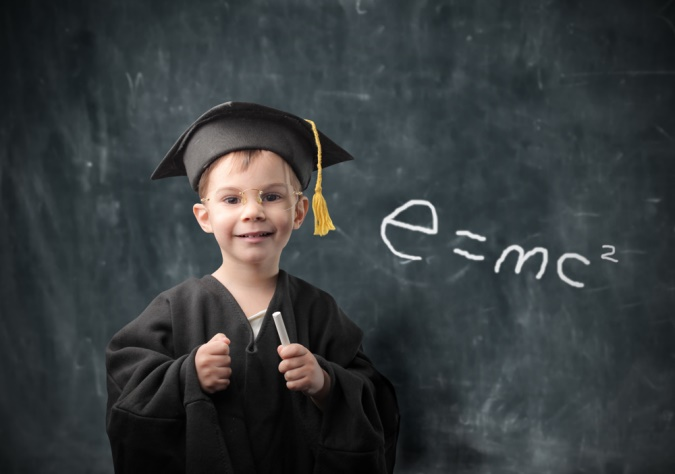 e = mc²